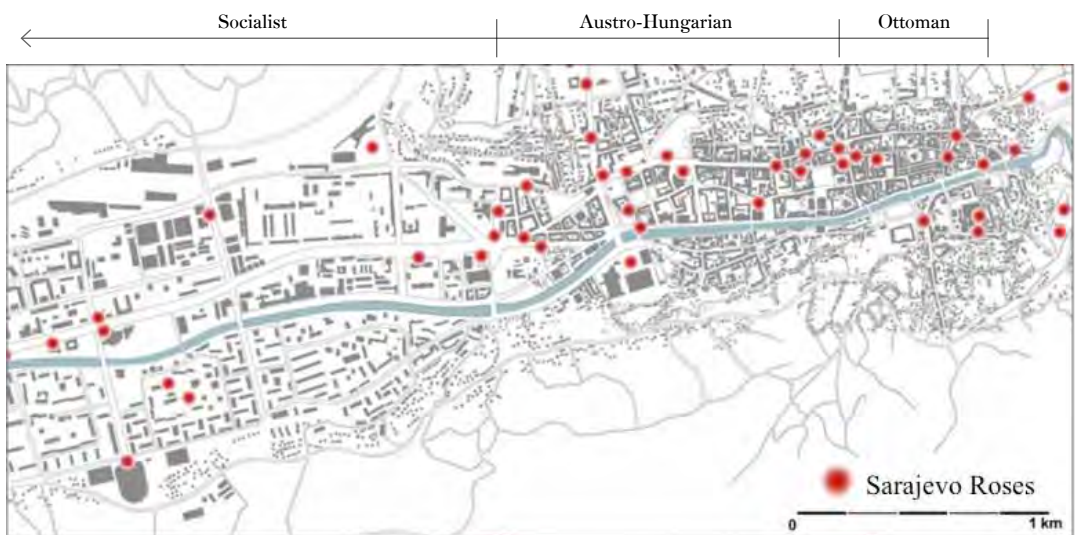 Socialist
Austro-Hungarian
Ottoman
Sarajevo Roses
0
1 km